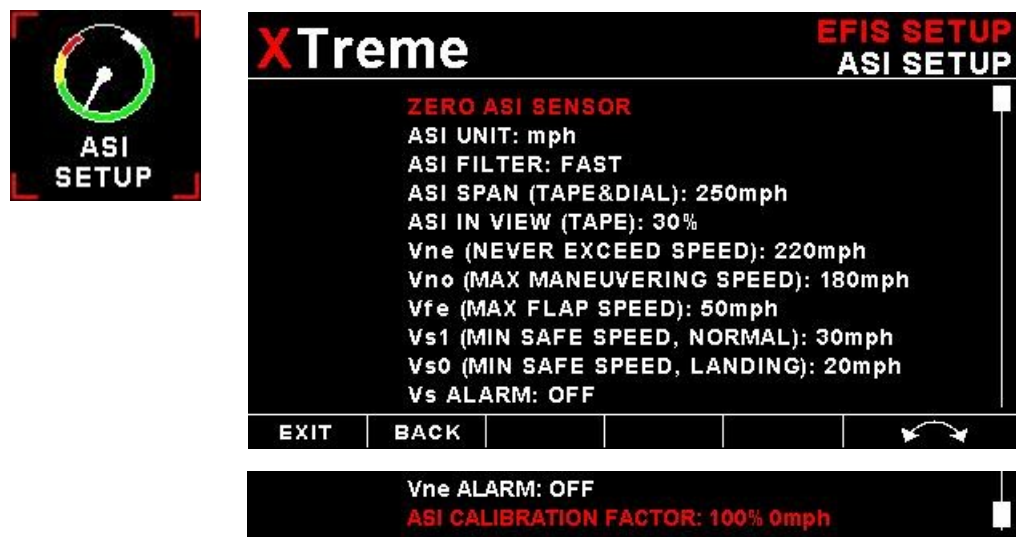 ASI
SETUP
XTreme
EFIS SETUP
ASI SETUP
ZERO ASI SENSOR
ASI UNIT: mph
ASI FILTER: FAST
ASI SPAN (TAPE&DIAL): 250mph
ASI IN VIEW (TAPE): 30%
Vne (NEVER EXCEED SPEED): 220mph
Vno (MAX MANEUVERING SPEED): 180mph
Vfe (MAX FLAP SPEED): 50mph
Vs1 (MIN SAFE SPEED, NORMAL): 30mph
Vs0 (MIN SAFE SPEED, LANDING): 20mph
Vs ALARM: OFF
EXIT BACK
Vne ALARM: OFF
ASI CALIBRATION FACTOR: 100% 0mph